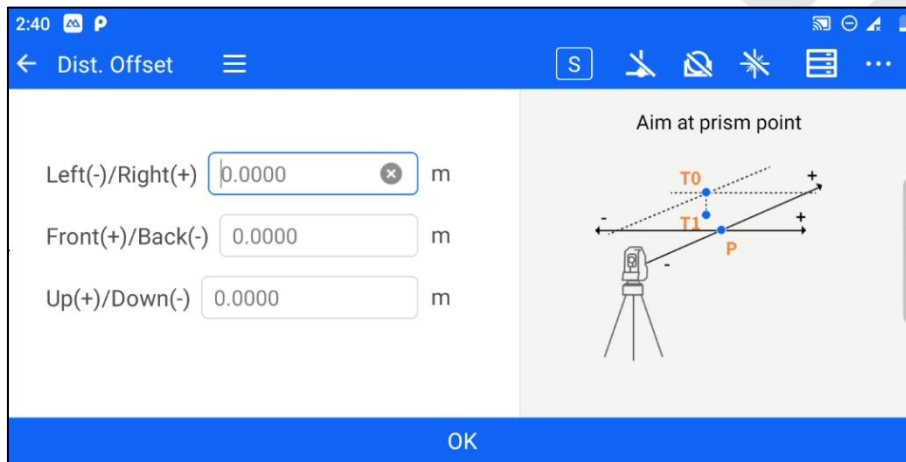 2:40
Dist. Offset
S
Aim at prism point
Left(-)/Right(+) 0.0000 m
Front(+)/Back(-) 0.0000 m
Up(+)/Down(-) 0.0000 m
T0
+
-
T1
+
P
-
OK